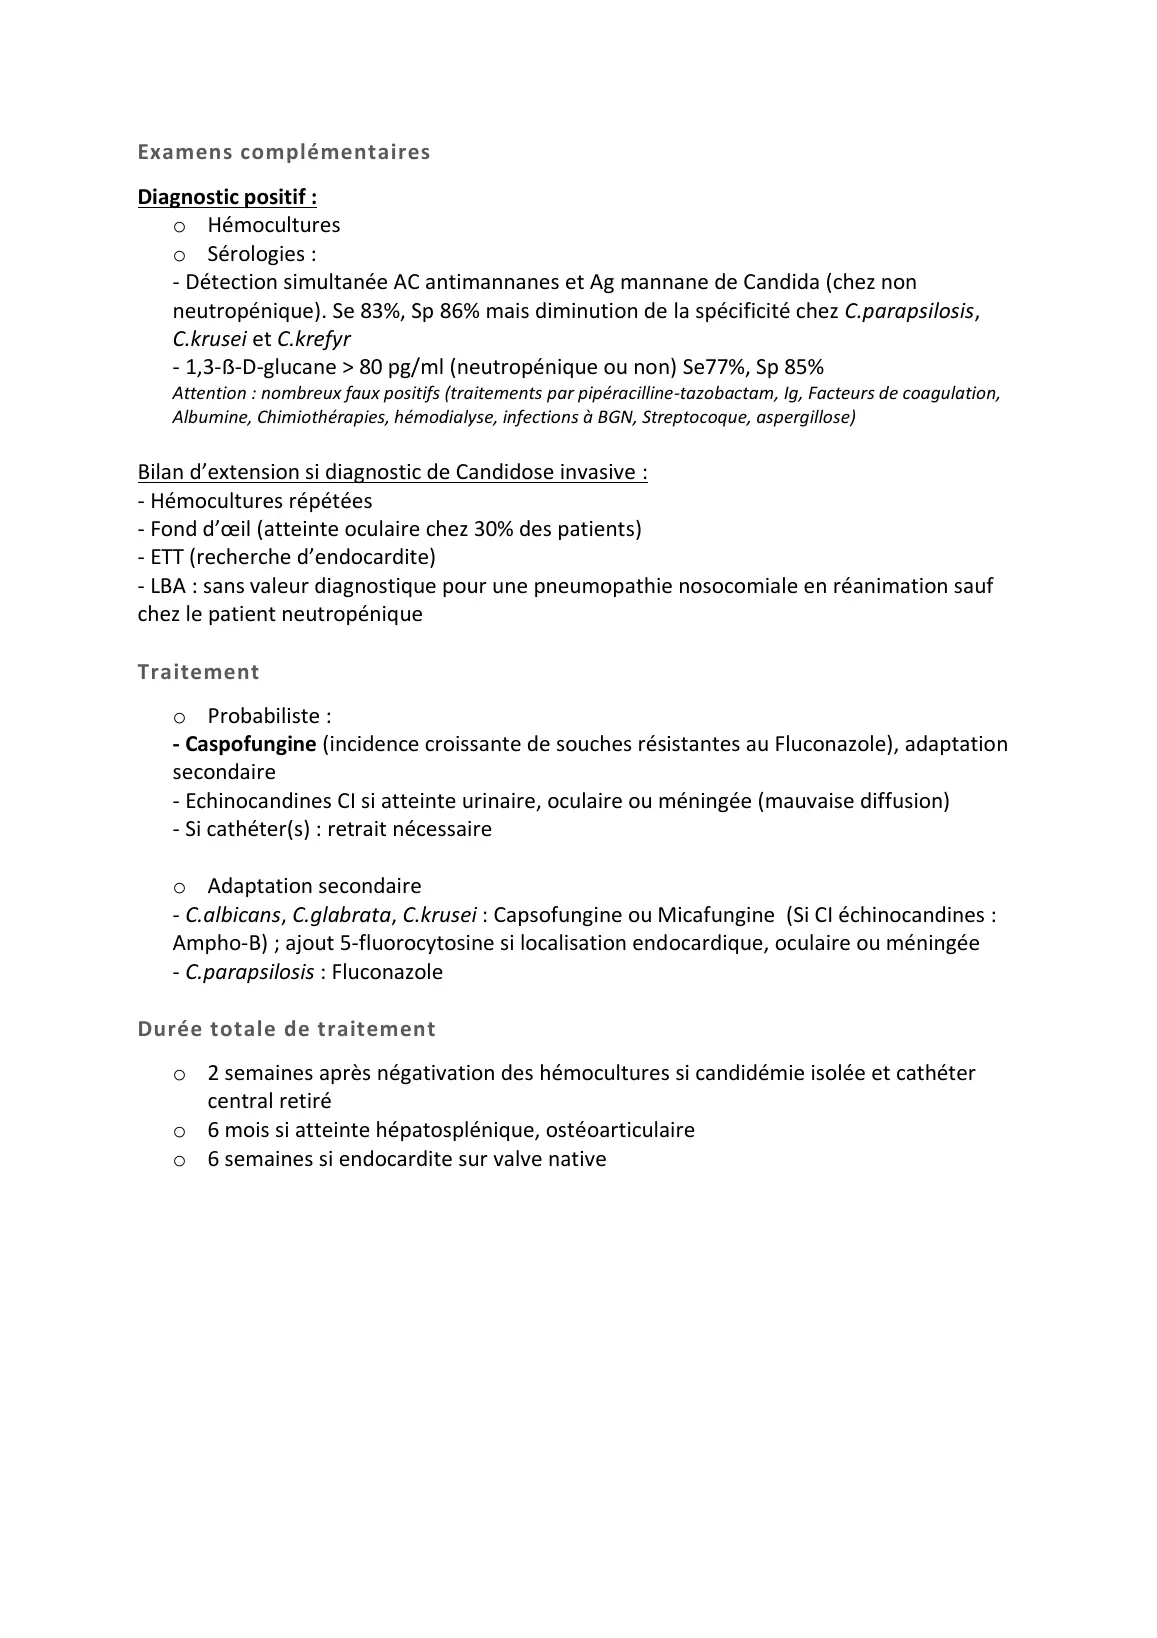 Examens complémentaires
Diagnostic positif :
o Hémocultures
o Sérologies :
- Détection simultanée AC antimannanes et Ag mannane de Candida (chez non
neutropénique). Se 83%, Sp 86% mais diminution de la spécificité chez C.parapsilosis,
C.krusei et C.krefyr
- 1,3-ß-D-glucane > 80 pg/ml (neutropénique ou non) Se77%, Sp 85%
Attention : nombreux faux positifs (traitements par pipéracilline-tazobactam, Ig, Facteurs de coagulation,
Albumine, Chimiothérapies, hémodialyse, infections à BGN, Streptocoque, aspergillose)
Bilan d’extension si diagnostic de Candidose invasive :
- Hémocultures répétées
- Fond d’œil (atteinte oculaire chez 30% des patients)
- ETT (recherche d’endocardite)
- LBA : sans valeur diagnostique pour une pneumopathie nosocomiale en réanimation sauf
chez le patient neutropénique
Traitement
o Probabiliste :
- Caspofungine (incidence croissante de souches résistantes au Fluconazole), adaptation
secondaire
- Echinocandines CI si atteinte urinaire, oculaire ou méningée (mauvaise diffusion)
- Si cathéter(s) : retrait nécessaire
o Adaptation secondaire
- C.albicans, C.glabrata, C.krusei : Capsofungine ou Micafungine (Si CI échinocandines :
Ampho-B) ; ajout 5-fluorocytosine si localisation endocardique, oculaire ou méningée
- C.parapsilosis : Fluconazole
Durée totale de traitement
o 2 semaines après négativation des hémocultures si candidémie isolée et cathéter
central retiré
o 6 mois si atteinte hépatosplénique, ostéoarticulaire
o 6 semaines si endocardite sur valve native